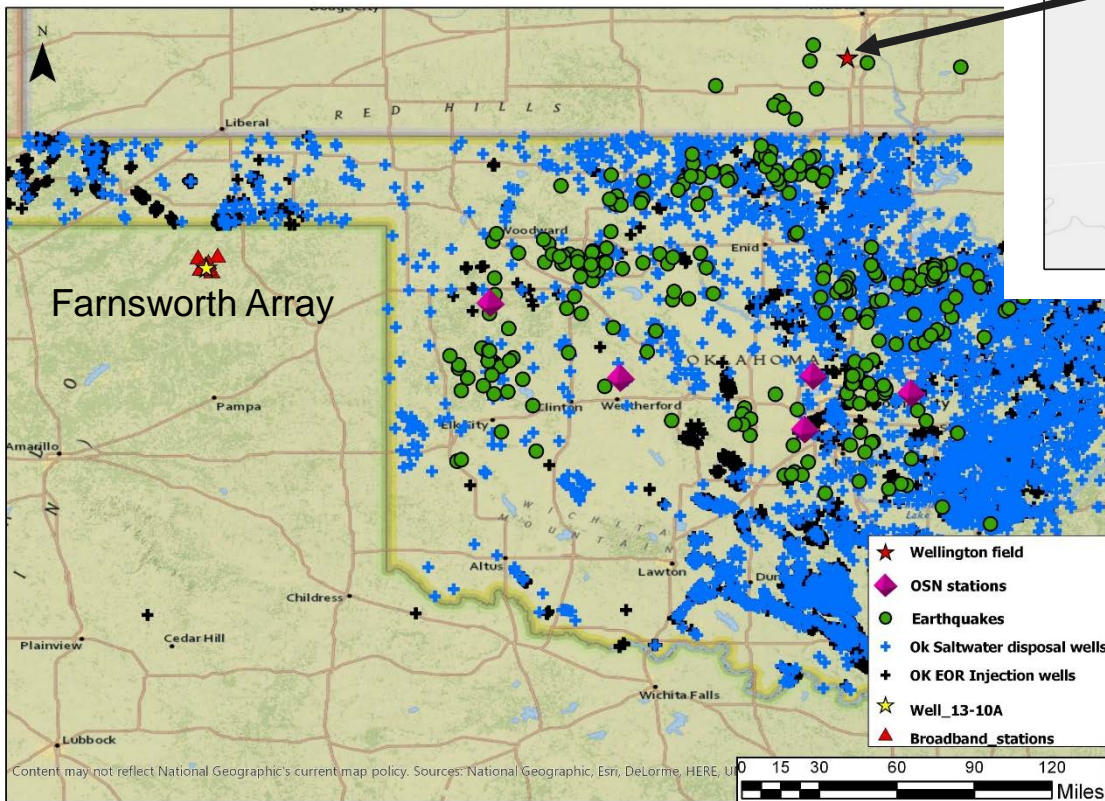 N
Liberal
RED HILLS
Woodward
Enid
Farnsworth Array
OKLAHOMA
Pampa
Clinton
Weatherford
Elk City
Amarillo
WICHITA
MOUNTAIN
Altus
Lawton
Childress
Plainview
Cedar Hill
Wichita Falls
Lubbock
Wellington field
OSN stations
Earthquakes
Ok Saltwater disposal wells
OK EOR Injection wells
Well_13-10A
Broadband_stations
Content may not reflect National Geographic's current map policy. Sources: National Geographic, Esri, DeLorme, HERE,
0 15 30 60 90 120
Miles